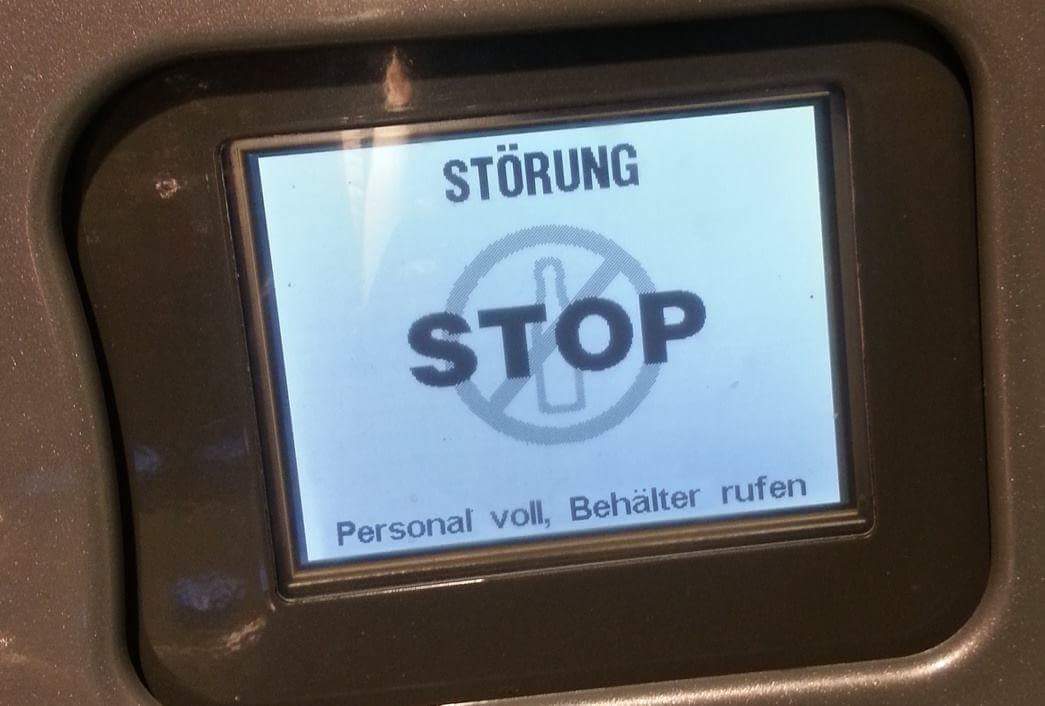 STÖRUNG
STOP
Personal voll, Behälter rufen